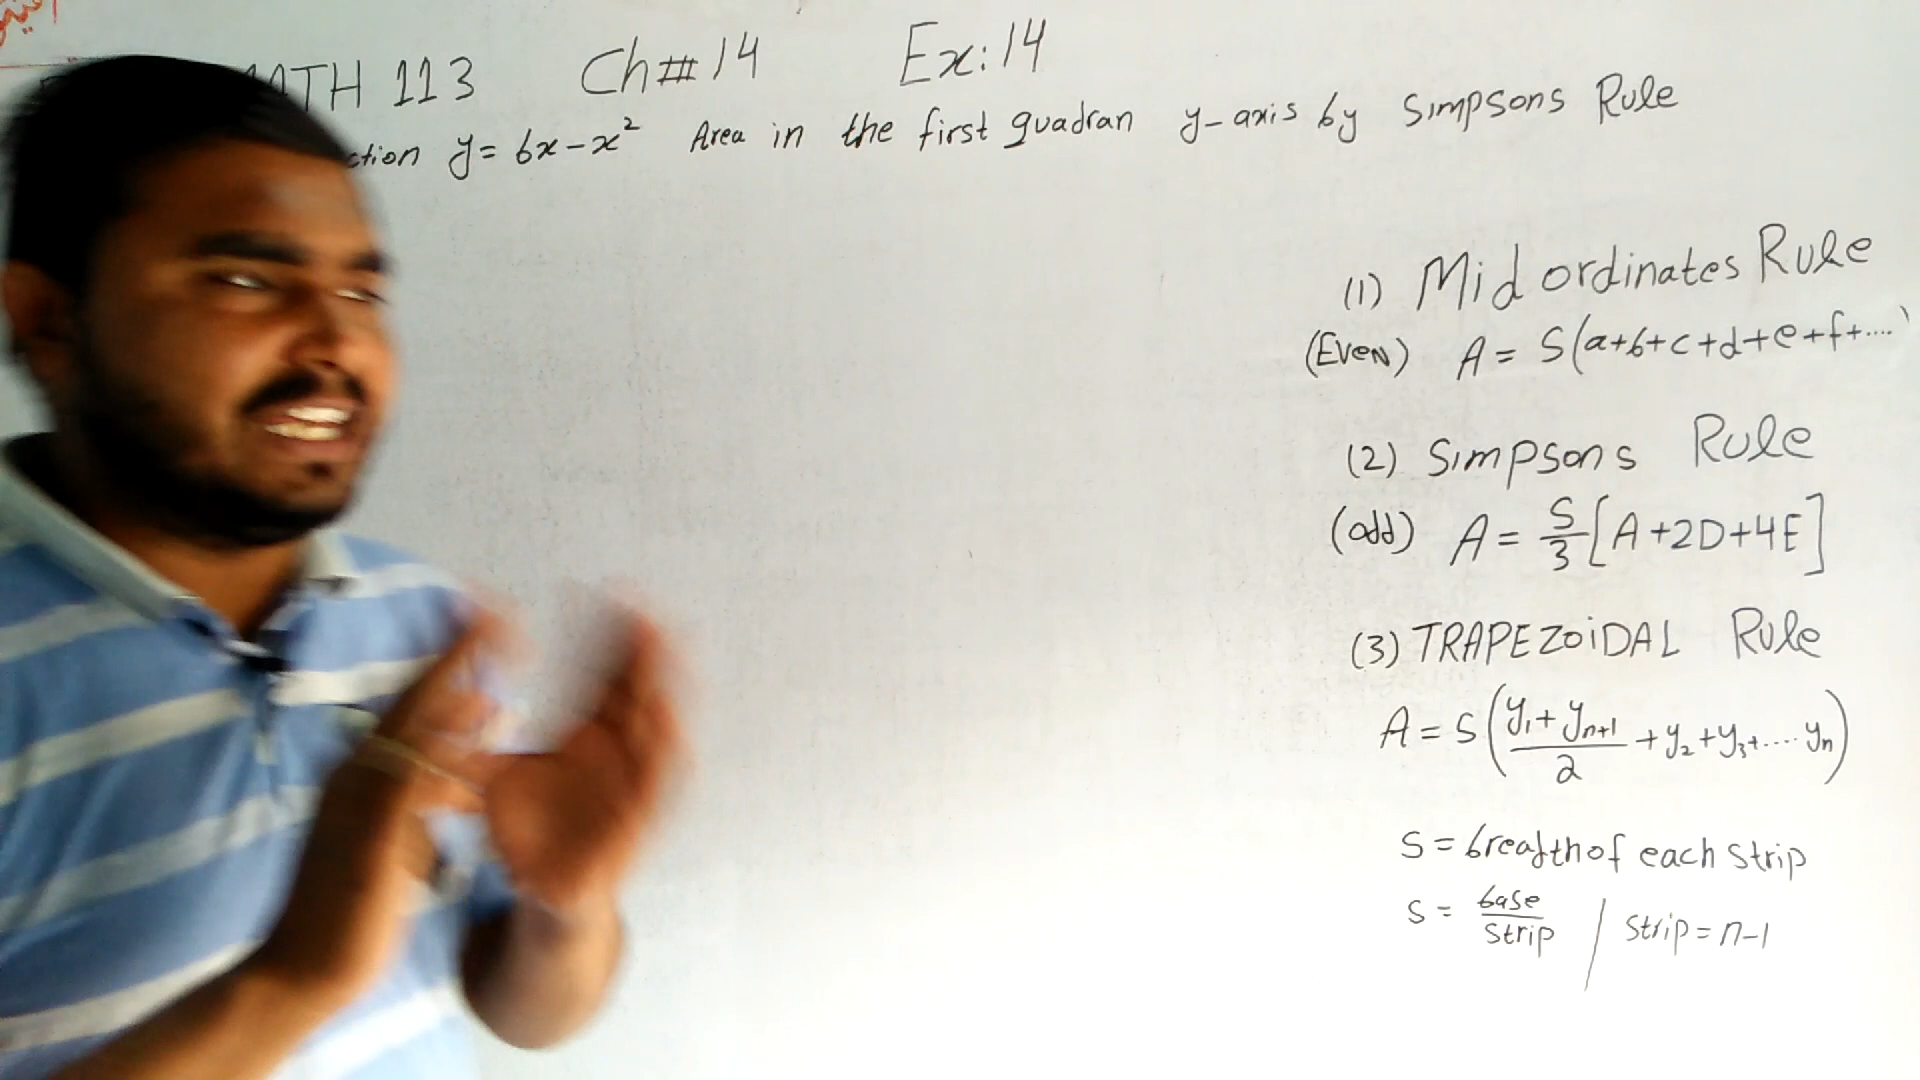 MATH 113 Ch# 14 Ex: 14
y = 6x - x² Area in the first quadran y-axis by Simpsons Rule
(1) Mid ordinates Rule
(Even) A = S(a+b+c+d+e+f+....)
(2) Simpsons Rule
(odd) A = S/3 [A+2D+4E]
(3) TRAPEZOiDAL Rule
A = S((y₁ + yₙ₊₁)/2 + y₂ + y₃ + .... yₙ)
S = breadth of each Strip
S = base/Strip / Strip = n-1